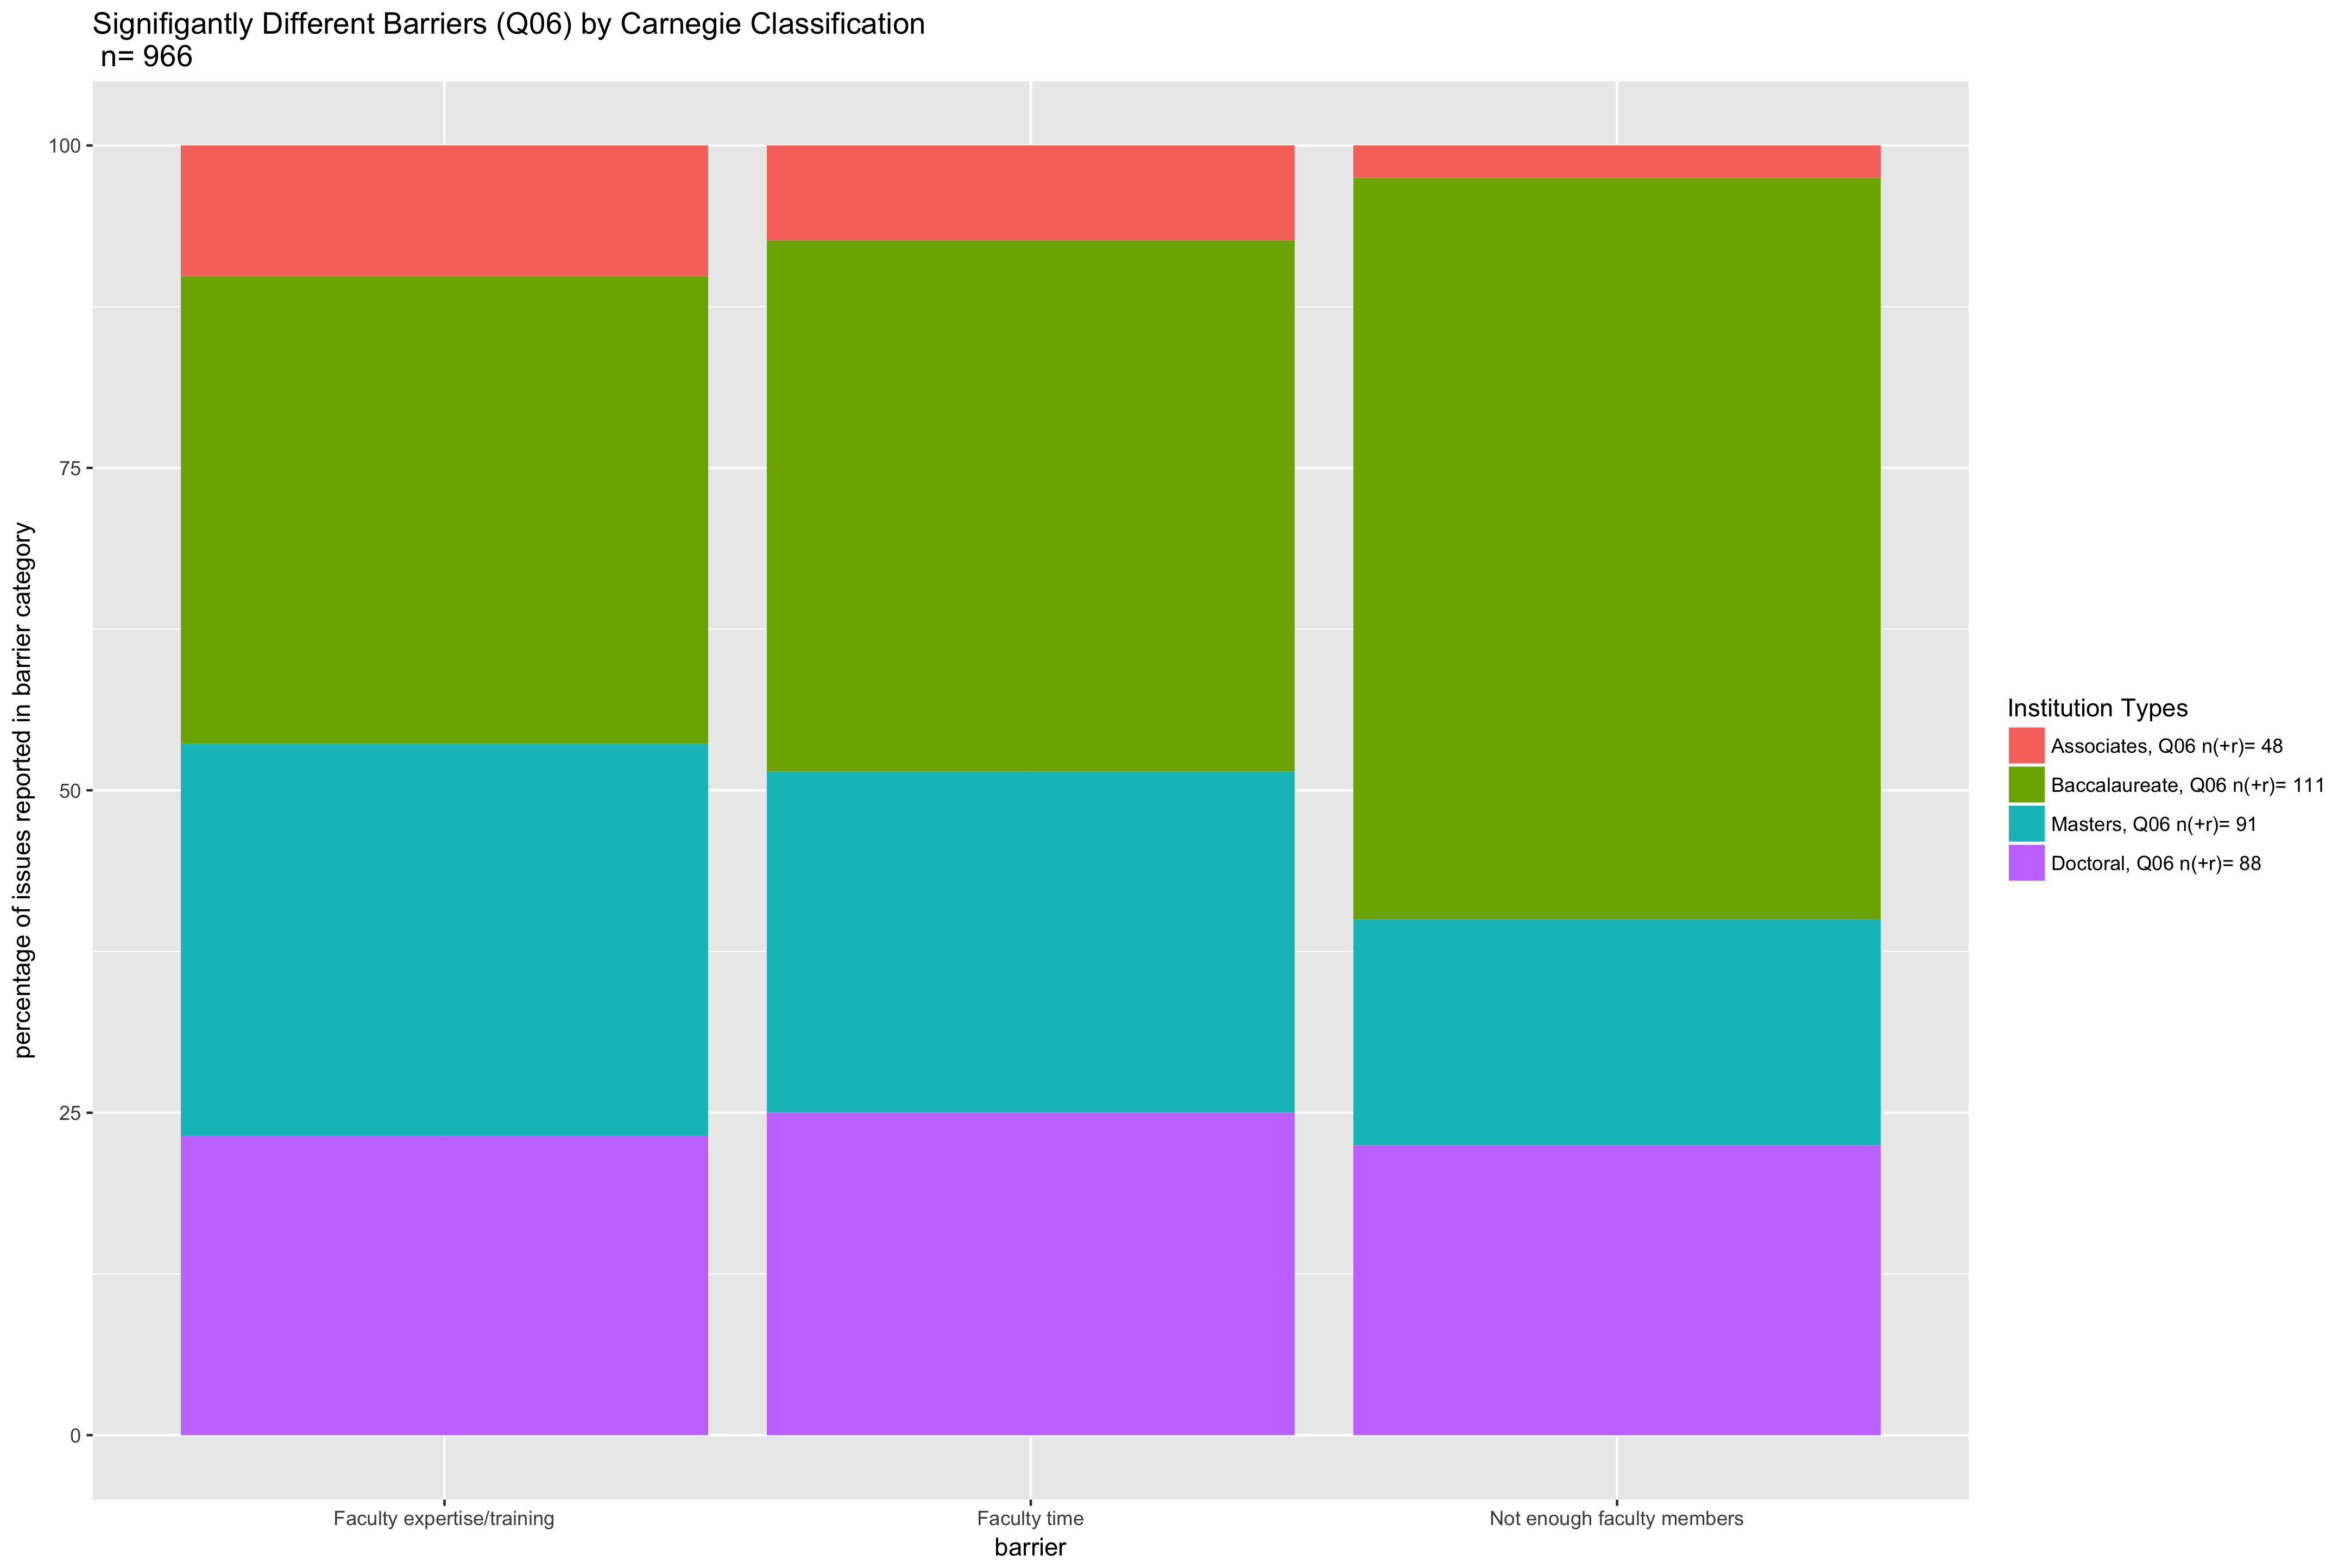 Signifigantly Different Barriers (Q06) by Carnegie Classification
n= 966
percentage of issues reported in barrier category
100
75
50
25
0
Faculty expertise/training
Faculty time
Not enough faculty members
barrier
Institution Types
Associates, Q06 n(+r)= 48
Baccalaureate, Q06 n(+r)= 111
Masters, Q06 n(+r)= 91
Doctoral, Q06 n(+r)= 88